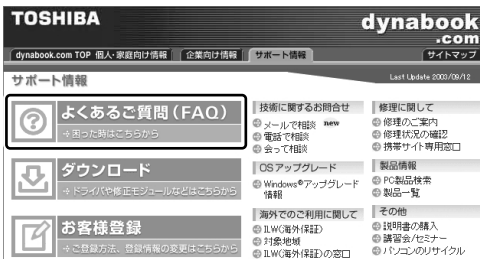 TOSHIBA
dynabook
.com
dynabook.com TOP 個人・家庭向け情報 企業向け情報 サポート情報 サイトマップ
サポート情報
Last Update 2003/09/12
よくあるご質問(FAQ)
→困った時はこちらから
ダウンロード
→ドライバや修正モジュールなどはこちらから
お客様登録
→ご登録方法、登録情報の変更はこちらから
技術に関するお問合せ
メールで相談 new
電話で相談
会って相談
OSアップグレード
Windows®アップグレード
情報
海外でのご利用に関して
ILW(海外保証)
対象地域
ILW(海外保証)の窓口
修理に関して
修理のご案内
修理状況の確認
携帯サイト専用窓口
製品情報
PC製品検索
製品一覧
その他
説明書の購入
講習会/セミナー
パソコンのリサイクル